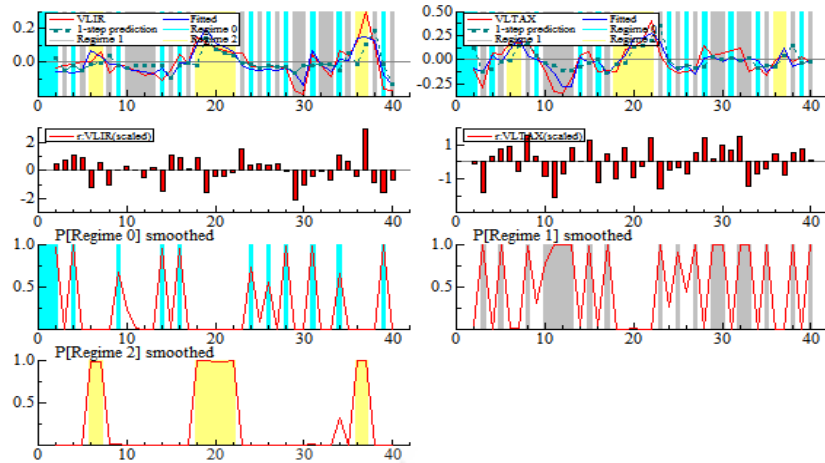 VLIR Fitted
1-step prediction Regime 0
Regime 1 Regime 2
0.2
0.0
0 10 20 30 40
VLTAX Fitted
1-step prediction Regime 0
Regime 1 Regime 2
0.50
0.25
0.00
-0.25
0 10 20 30 40
r:VLIR(scaled)
2
0
-2
0 10 20 30 40
r:VLTAX(scaled)
1
-1
0 10 20 30 40
P[Regime 0] smoothed
1.0
0.5
0 10 20 30 40
P[Regime 1] smoothed
1.0
0.5
0 10 20 30 40
P[Regime 2] smoothed
1.0
0.5
0 10 20 30 40